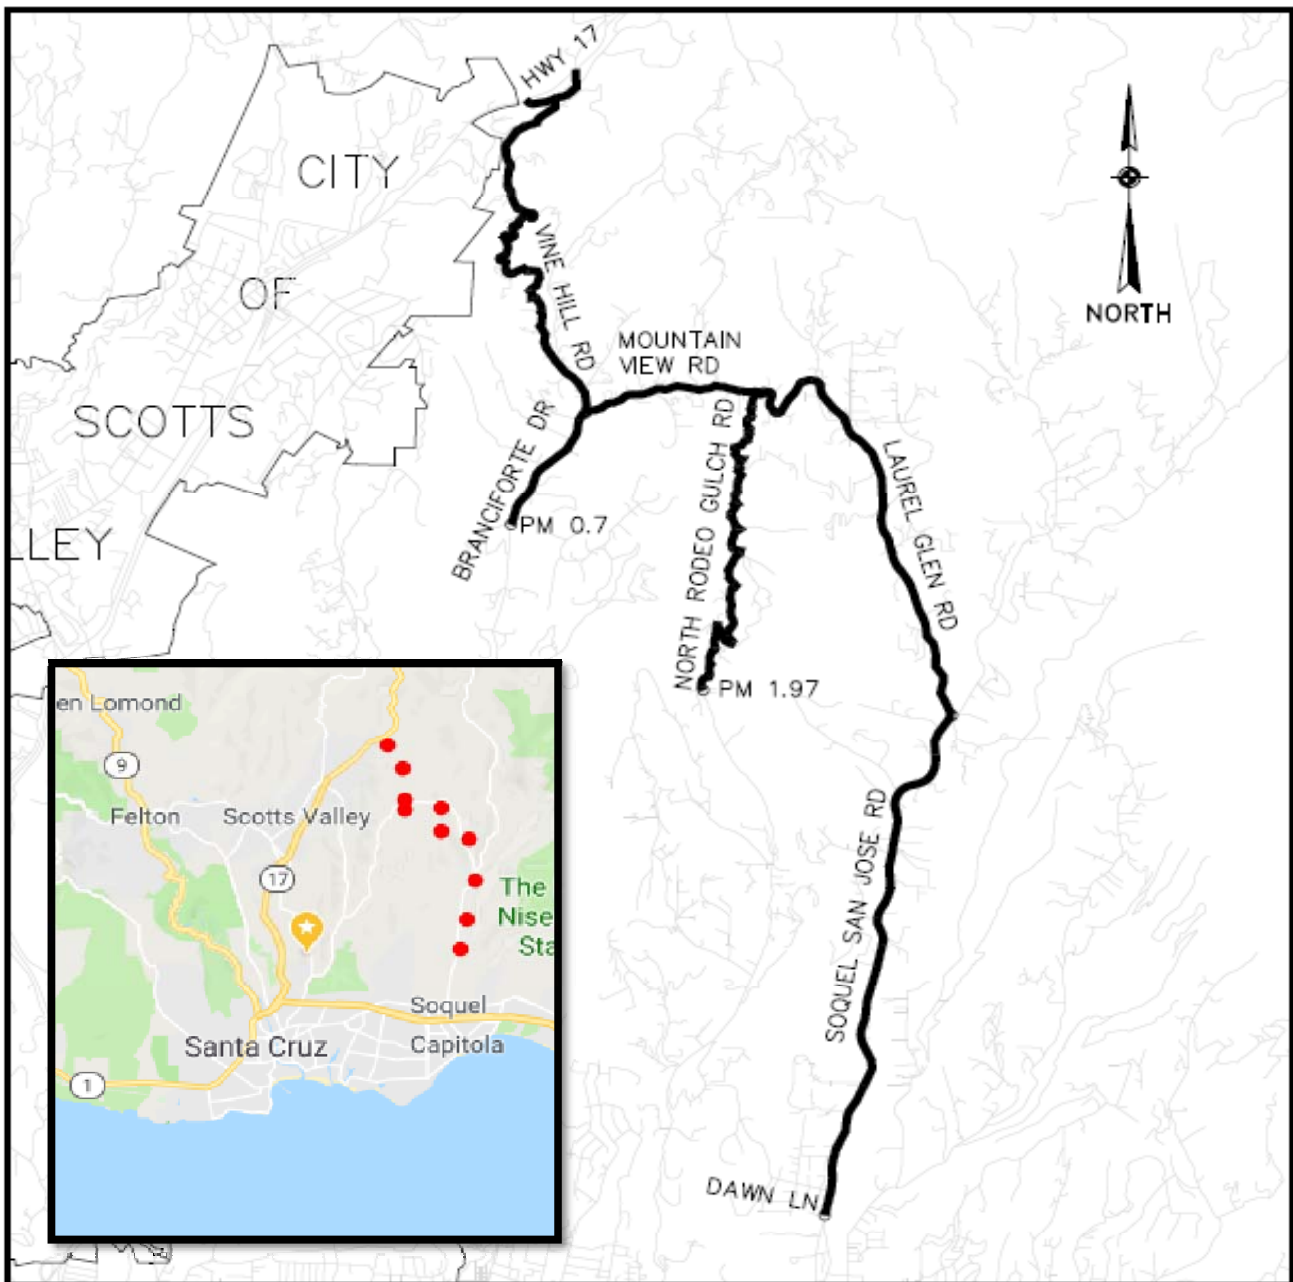 HWY 17
CITY
OF
SCOTTS
LLEY
NORTH
VINE HILL RD
MOUNTAIN
VIEW RD
BRANCIFORTE DR
PM 0.7
NORTH RODEO GULCH RD
PM 1.97
LAUREL GLEN RD
SOQUEL SAN JOSE RD
DAWN LN
en Lomond
9
Felton
Scotts Valley
17
The
Nise
Sta
Soquel
Santa Cruz
Capitola
1